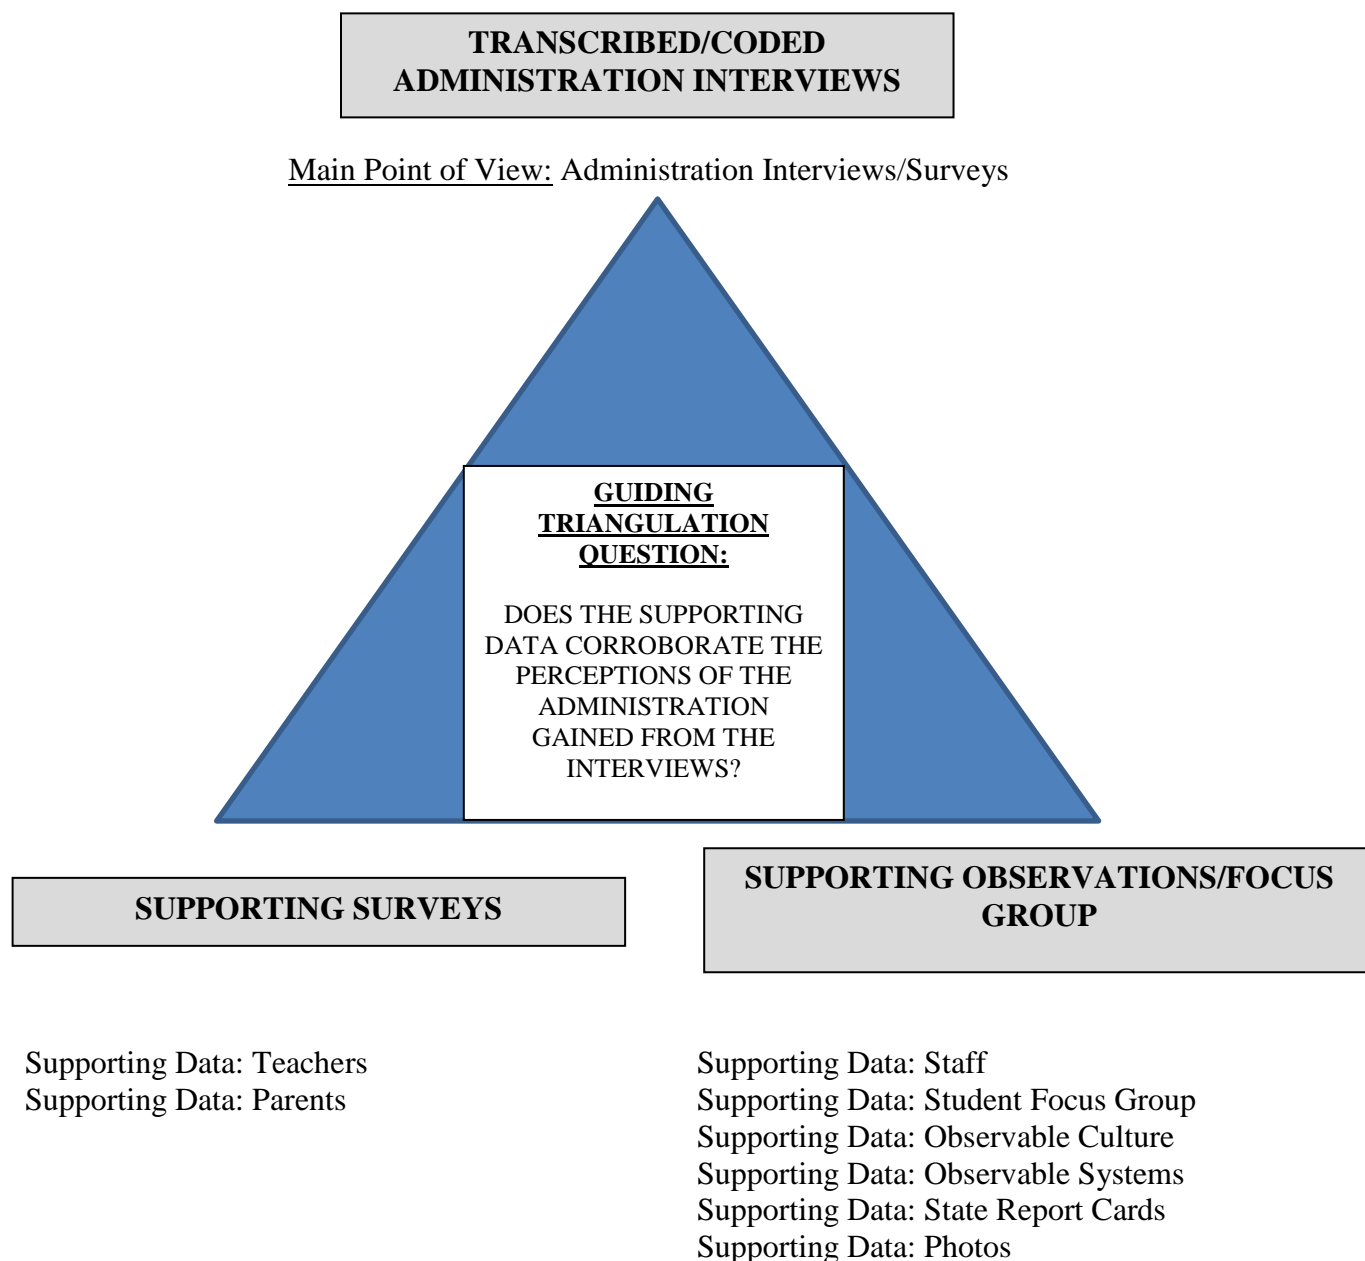 TRANSCRIBED/CODED
ADMINISTRATION INTERVIEWS
Main Point of View: Administration Interviews/Surveys
GUIDING
TRIANGULATION
QUESTION:
DOES THE SUPPORTING
DATA CORROBORATE THE
PERCEPTIONS OF THE
ADMINISTRATION
GAINED FROM THE
INTERVIEWS?
SUPPORTING SURVEYS
SUPPORTING OBSERVATIONS/FOCUS
GROUP
Supporting Data: Teachers
Supporting Data: Parents
Supporting Data: Staff
Supporting Data: Student Focus Group
Supporting Data: Observable Culture
Supporting Data: Observable Systems
Supporting Data: State Report Cards
Supporting Data: Photos